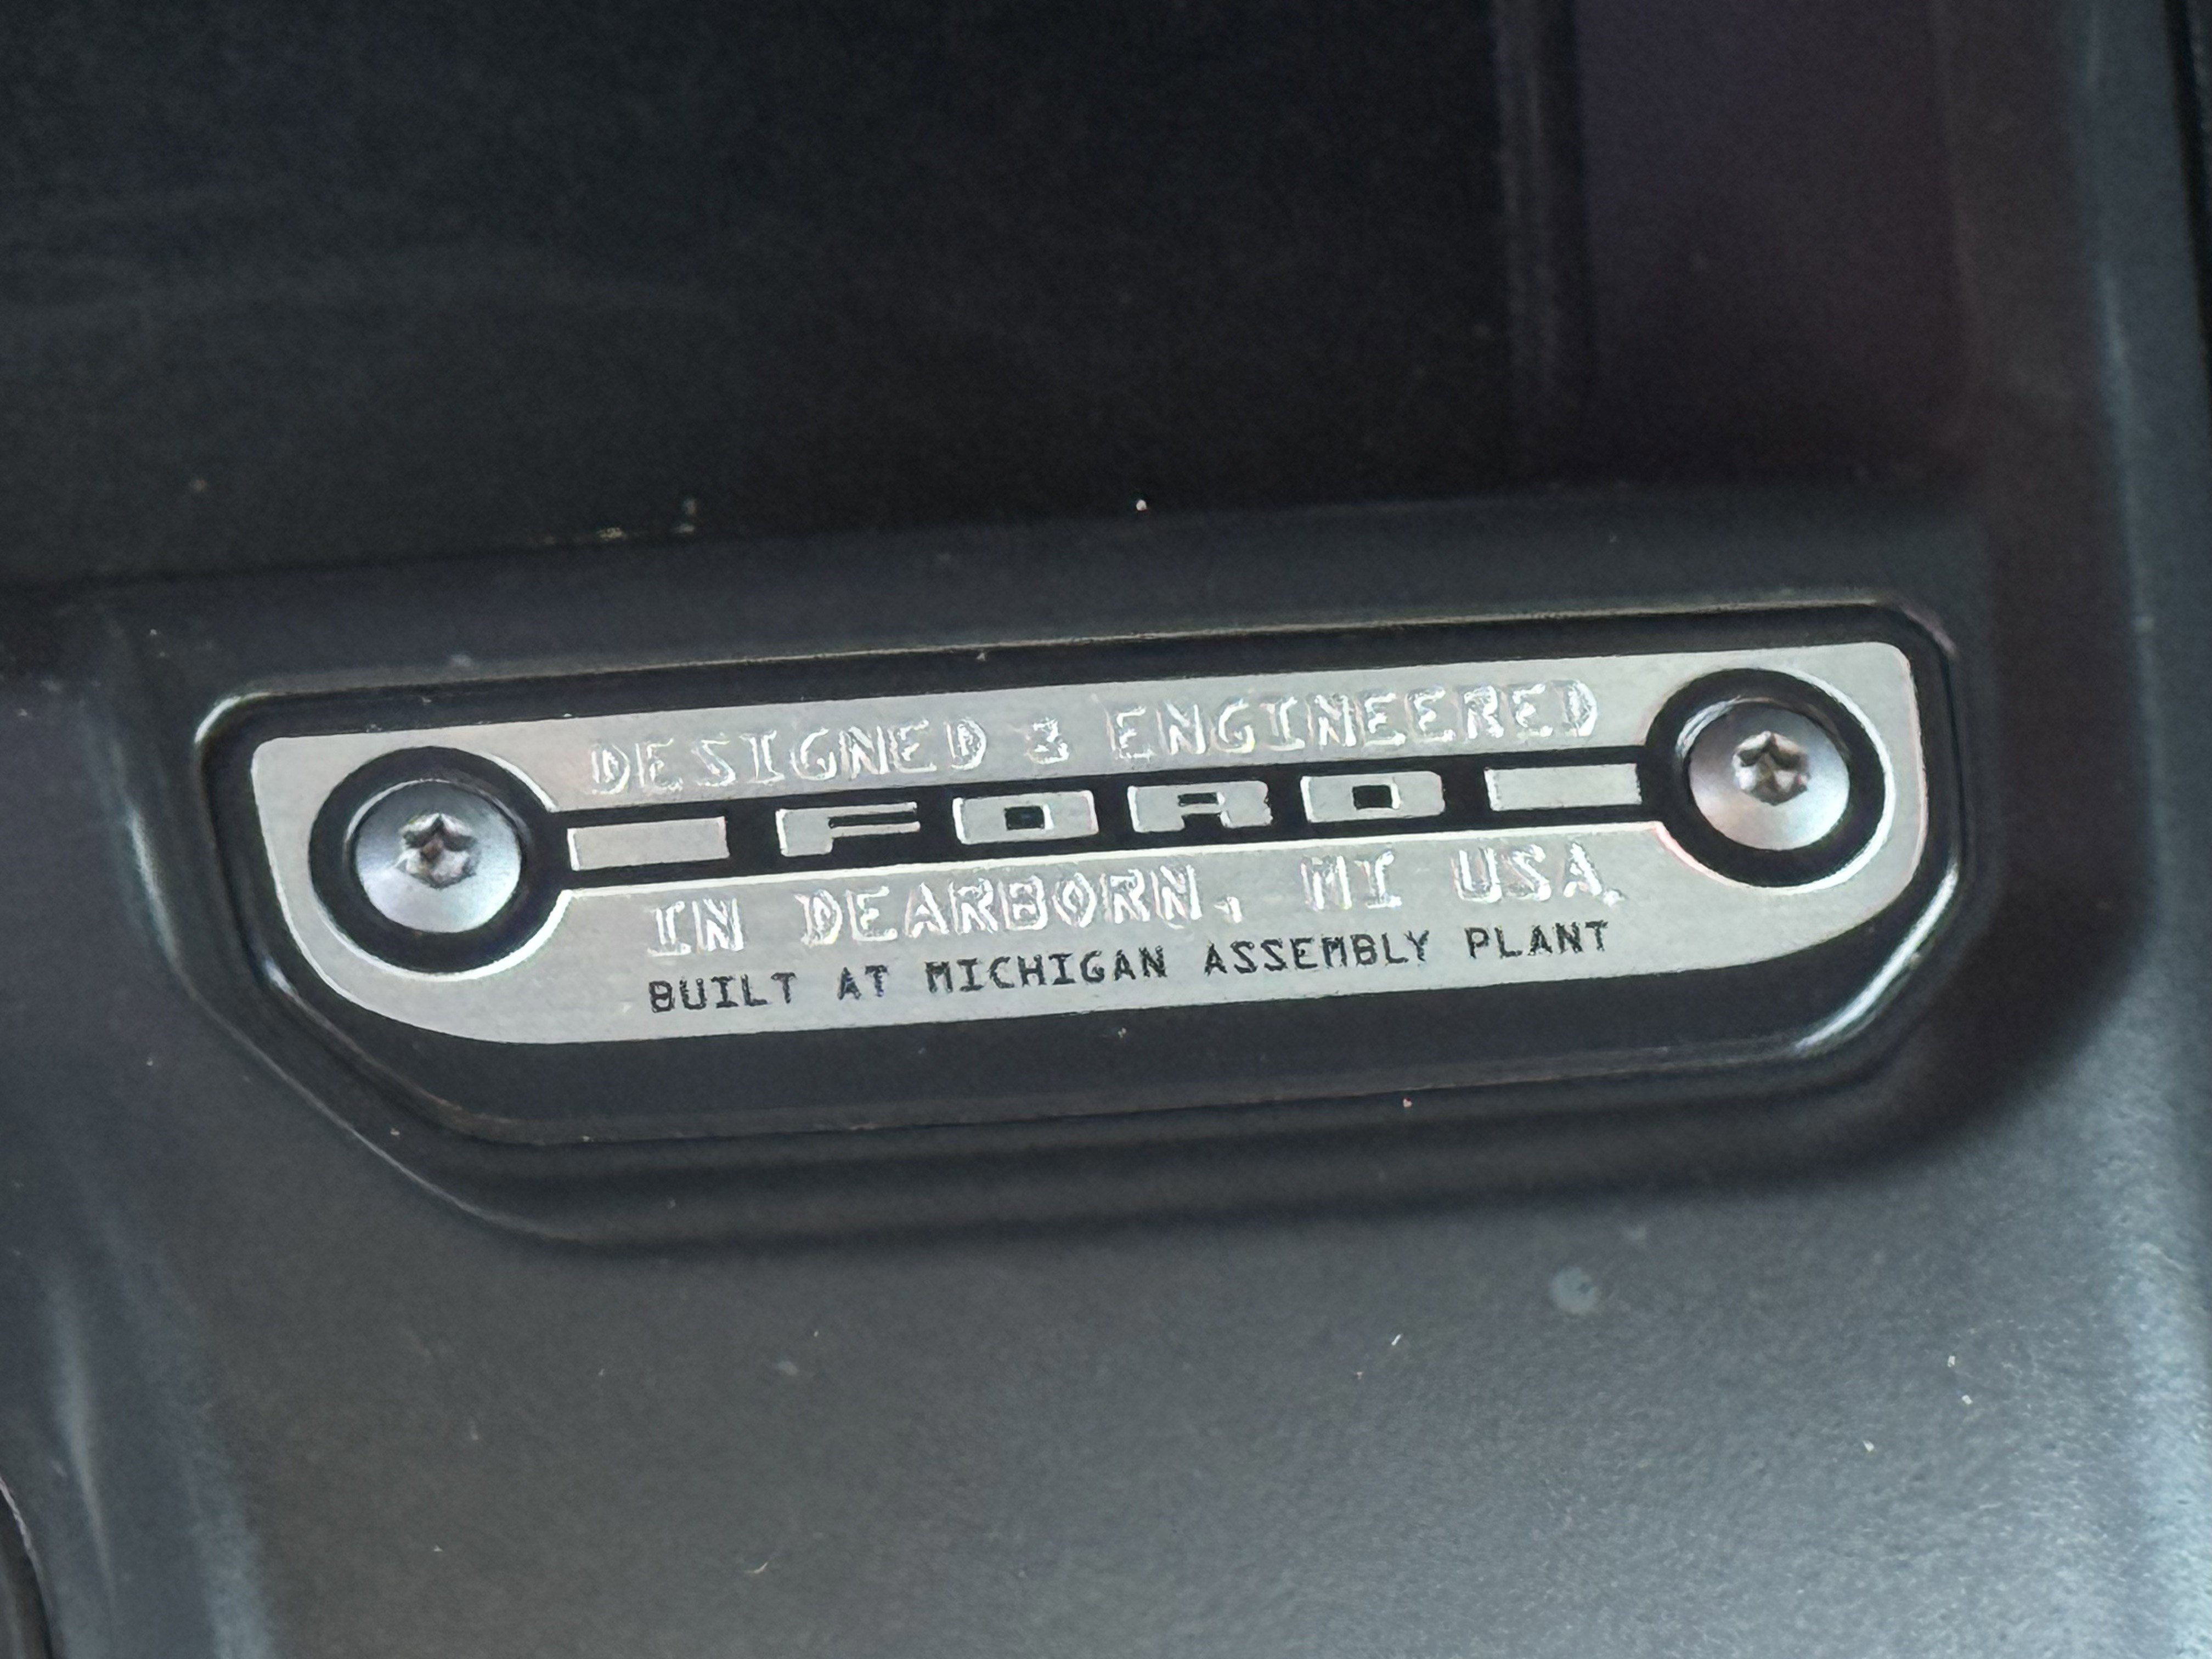 DESIGNED & ENGINEERED
FORD
IN DEARBORN, MI USA.
BUILT AT MICHIGAN ASSEMBLY PLANT